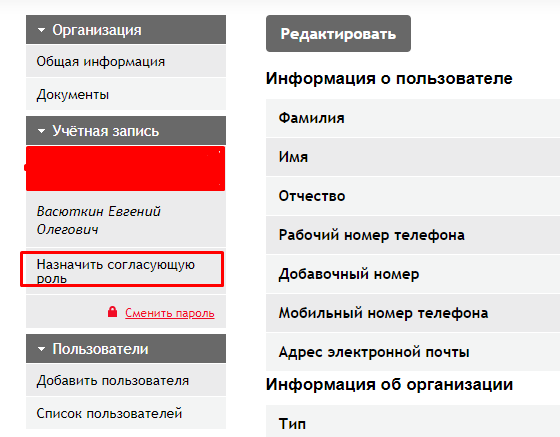 Организация
Общая информация
Документы
Учётная запись
Васюткин Евгений
Олегович
Назначить согласующую
роль
Сменить пароль
Пользователи
Добавить пользователя
Список пользователей
Редактировать
Информация о пользователе
Фамилия
Имя
Отчество
Рабочий номер телефона
Добавочный номер
Мобильный номер телефона
Адрес электронной почты
Информация об организации
Тип